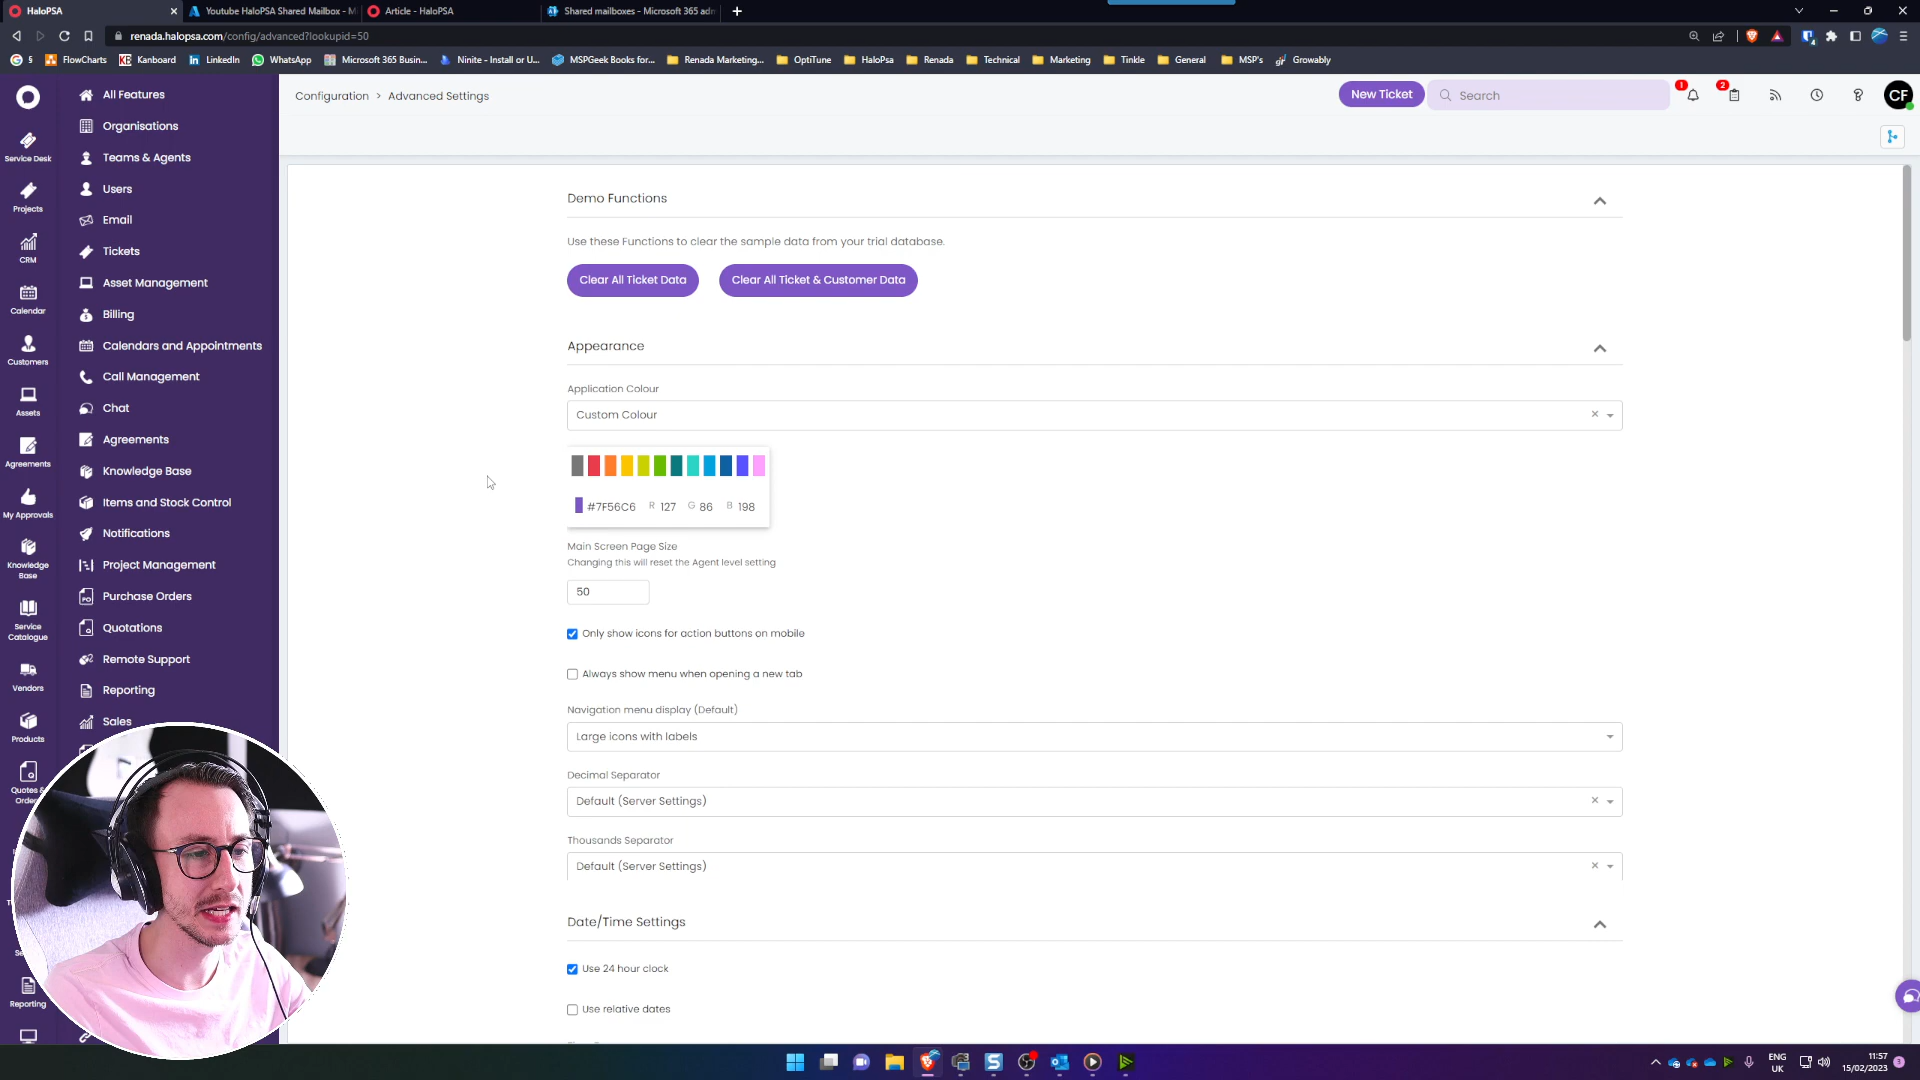 HaloPSA
Youtube HaloPSA Shared Mailbox - M
Article - HaloPSA
Shared mailboxes - Microsoft 365 adm
renada.halopsa.com/config/advanced?lookupid=50
FlowCharts
Kanboard
LinkedIn
WhatsApp
Microsoft 365 Busin...
Ninite - Install or U...
MSPGeek Books for...
Renada Marketing...
OptiTune
HaloPsa
Renada
Technical
Marketing
Tinkle
General
MSP's
Growably
Service Desk
Projects
CRM
Calendar
Customers
Assets
Agreements
My Approvals
Knowledge
Base
Service
Catalogue
Vendors
Products
Quotes &
Reporting
All Features
Organisations
Teams & Agents
Users
Email
Tickets
Asset Management
Billing
Calendars and Appointments
Call Management
Chat
Agreements
Knowledge Base
Items and Stock Control
Notifications
Project Management
Purchase Orders
Quotations
Remote Support
Reporting
Sales
Configuration > Advanced Settings
New Ticket
Search
1
2
CF
Demo Functions
Use these Functions to clear the sample data from your trial database.
Clear All Ticket Data
Clear All Ticket & Customer Data
Appearance
Application Colour
Custom Colour
#7F56C6 R 127 G 86 B 198
Main Screen Page Size
Changing this will reset the Agent level setting
50
Only show icons for action buttons on mobile
Always show menu when opening a new tab
Navigation menu display (Default)
Large icons with labels
Decimal Separator
Default (Server Settings)
Thousands Separator
Default (Server Settings)
Date/Time Settings
Use 24 hour clock
Use relative dates
ENG
UK
11:57
15/02/2023